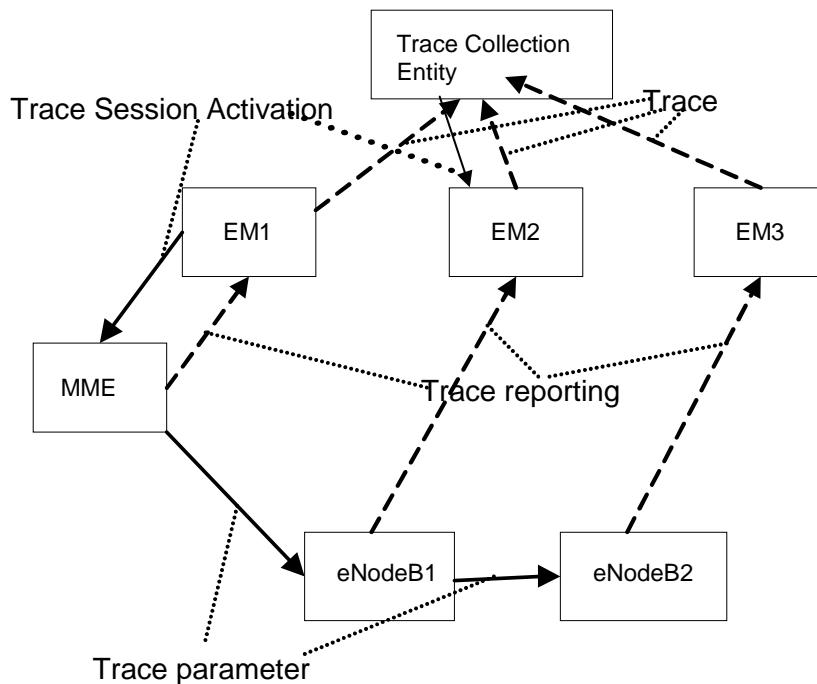 Trace Collection
Entity
Trace Session Activation
Trace
EM1
EM2
EM3
MME
Trace reporting
eNodeB1
eNodeB2
Trace parameter